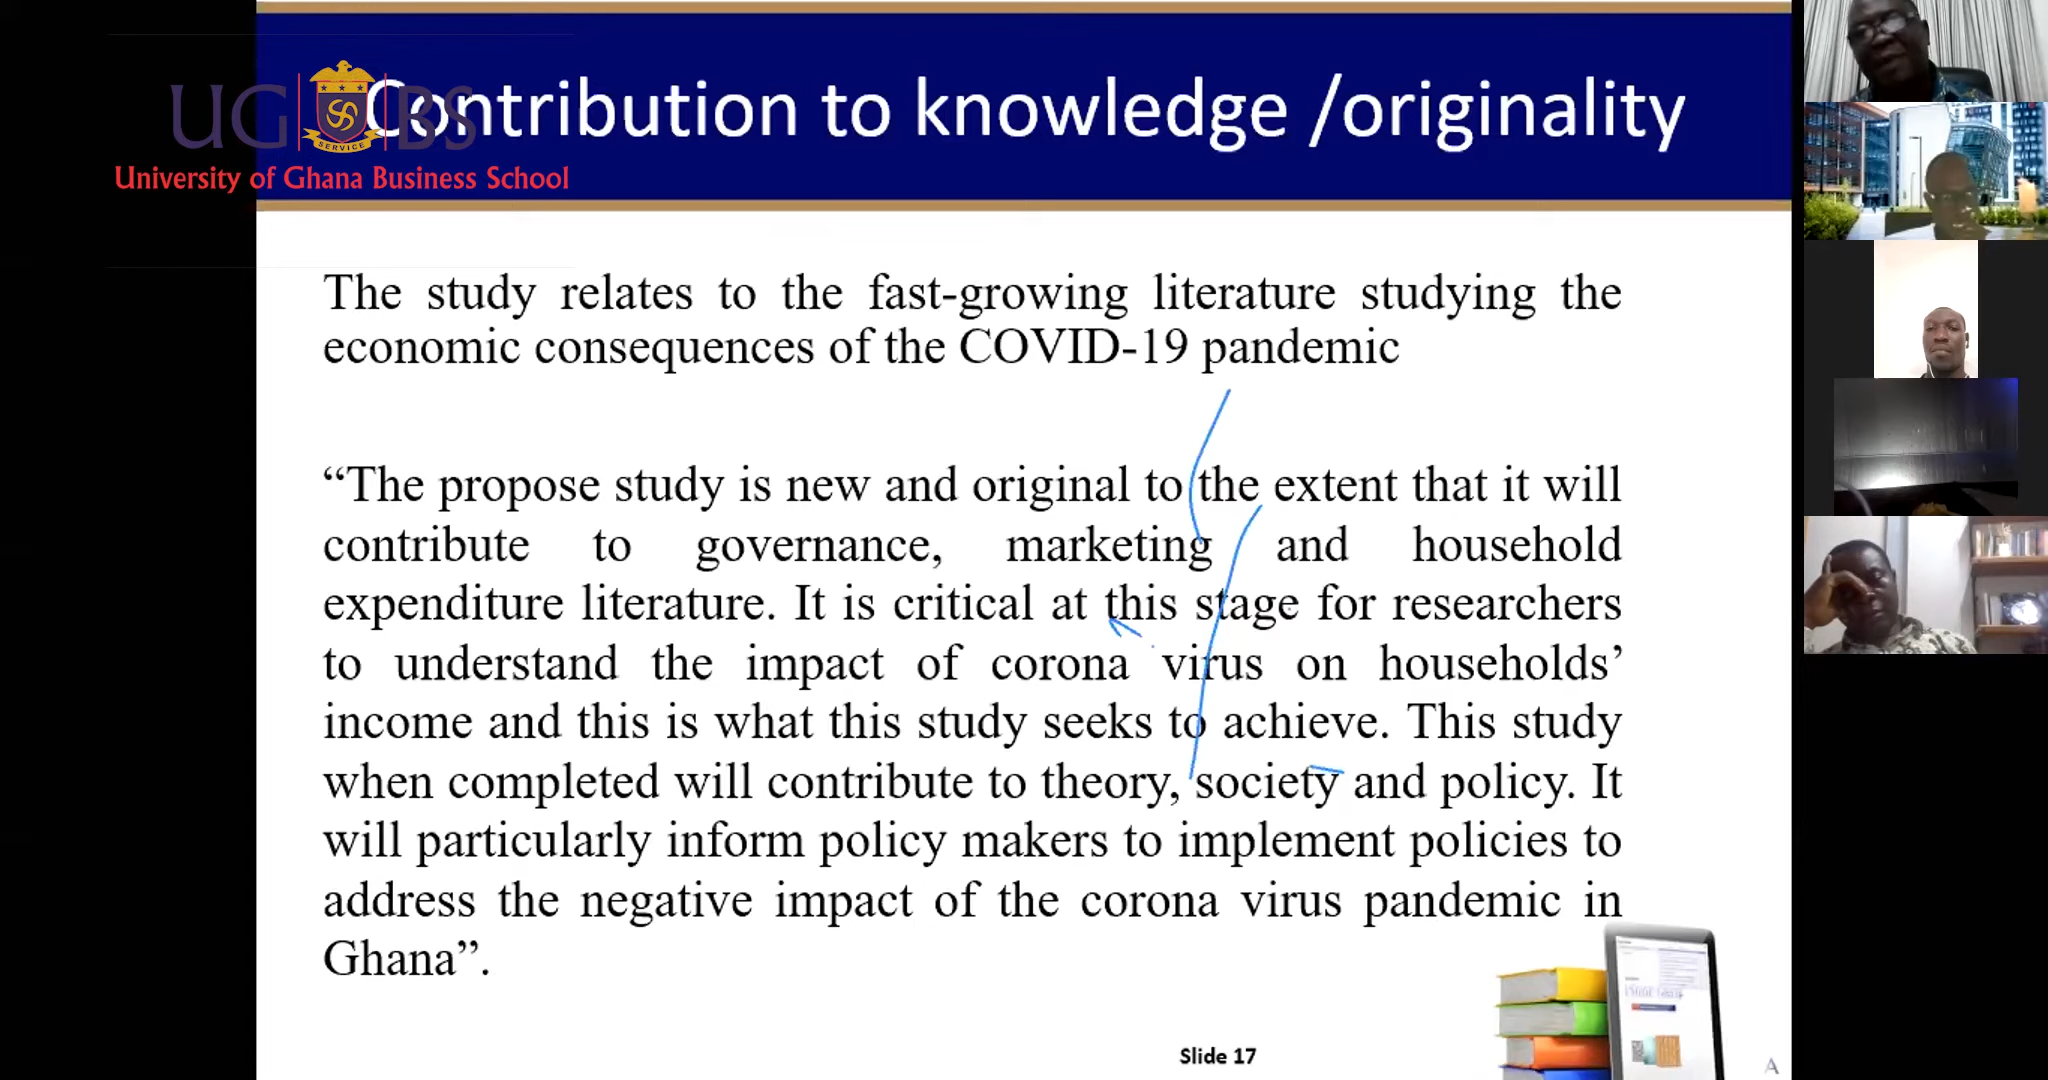 Contribution to knowledge /originality
UG BS
SERVICE
University of Ghana Business School
The study relates to the fast-growing literature studying the
economic consequences of the COVID-19 pandemic
“The propose study is new and original to the extent that it will
contribute to governance, marketing and household
expenditure literature. It is critical at this stage for researchers
to understand the impact of corona virus on households’
income and this is what this study seeks to achieve. This study
when completed will contribute to theory, society and policy. It
will particularly inform policy makers to implement policies to
address the negative impact of the corona virus pandemic in
Ghana”.
Slide 17
A